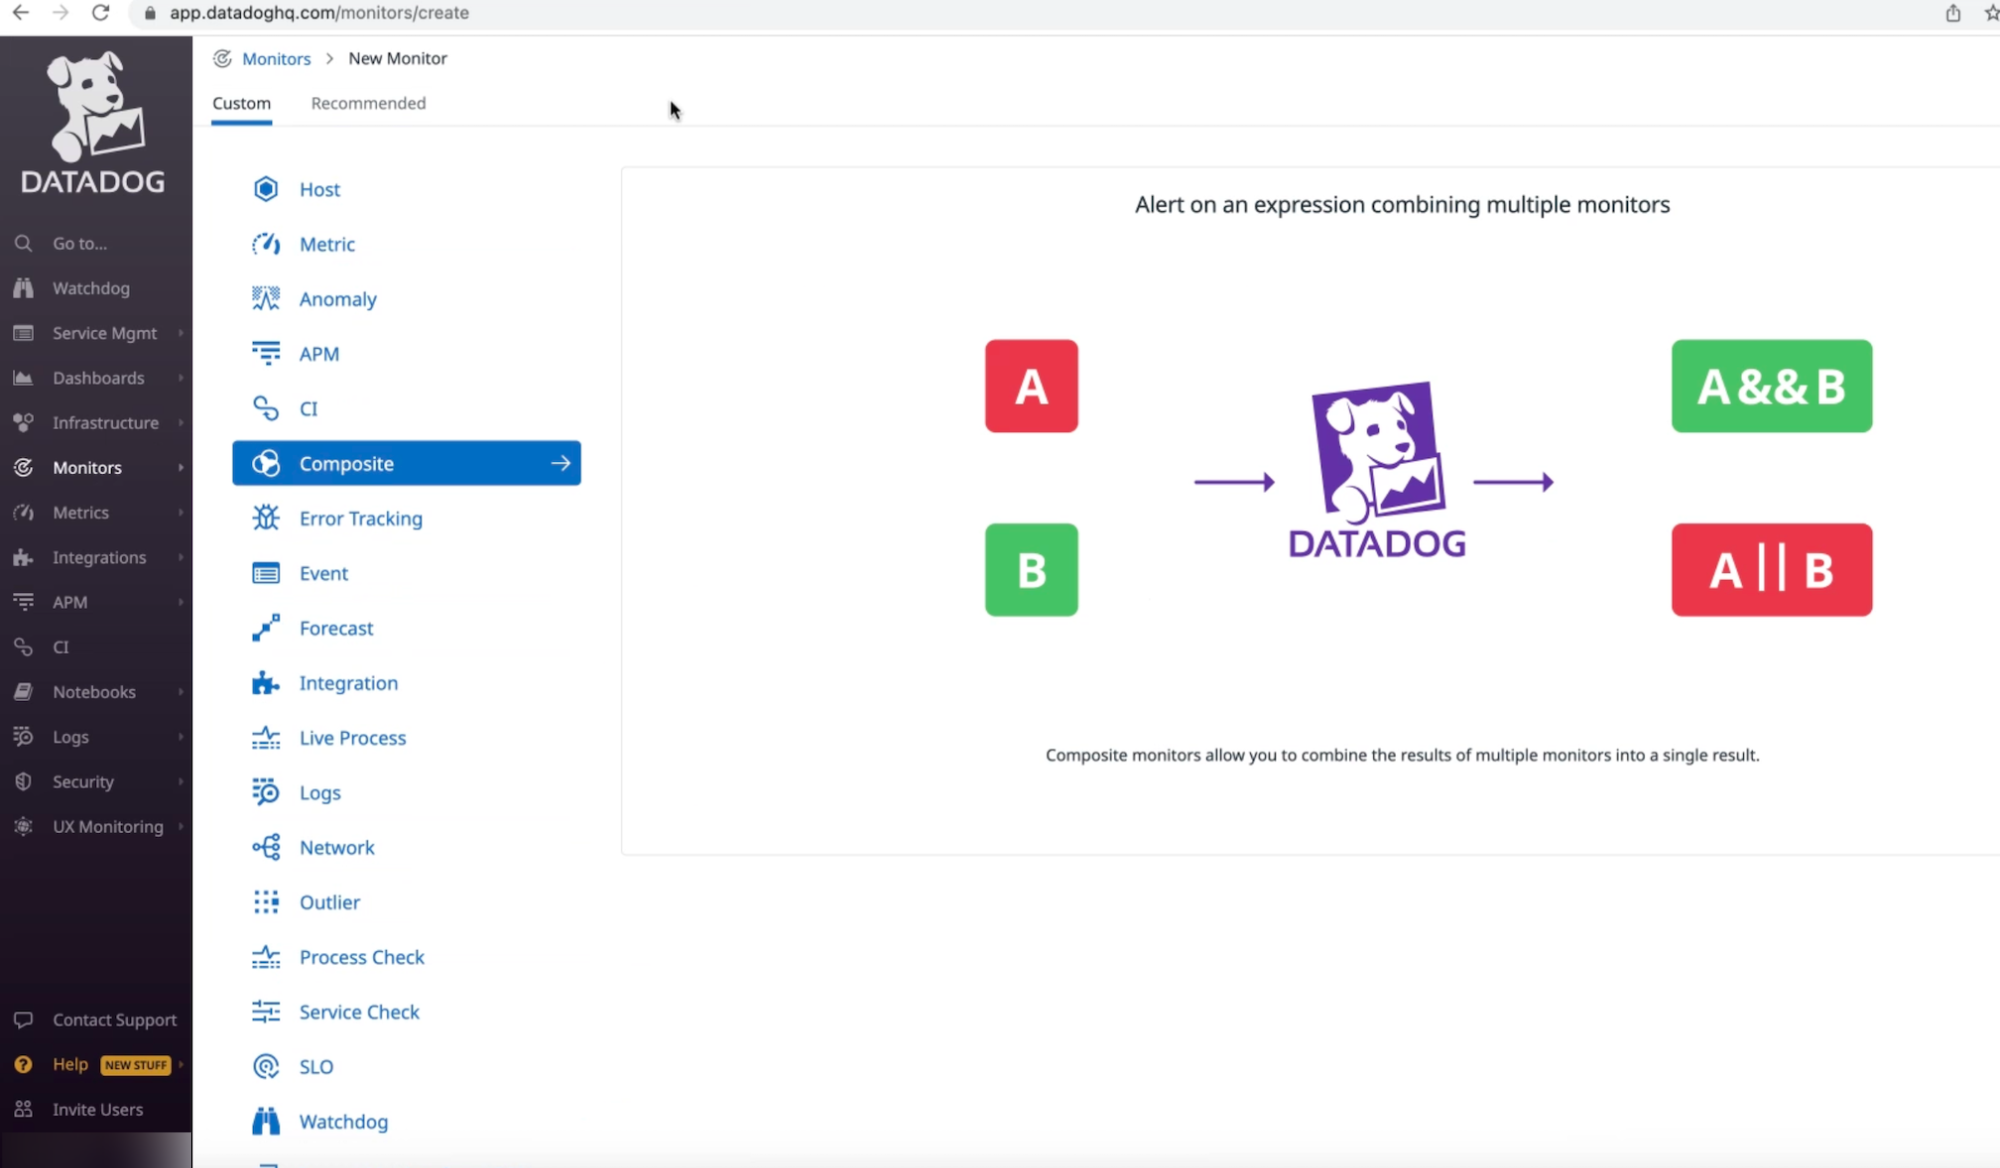 app.datadoghq.com/monitors/create
DATADOG
Go to...
Watchdog
Service Mgmt
Dashboards
Infrastructure
Monitors
Metrics
Integrations
APM
CI
Notebooks
Logs
Security
UX Monitoring
Contact Support
Help NEW STUFF
Invite Users
Monitors > New Monitor
Custom Recommended
Host
Metric
Anomaly
APM
CI
Composite
Error Tracking
Event
Forecast
Integration
Live Process
Logs
Network
Outlier
Process Check
Service Check
SLO
Watchdog
Alert on an expression combining multiple monitors
A
B
DATADOG
A && B
A || B
Composite monitors allow you to combine the results of multiple monitors into a single result.